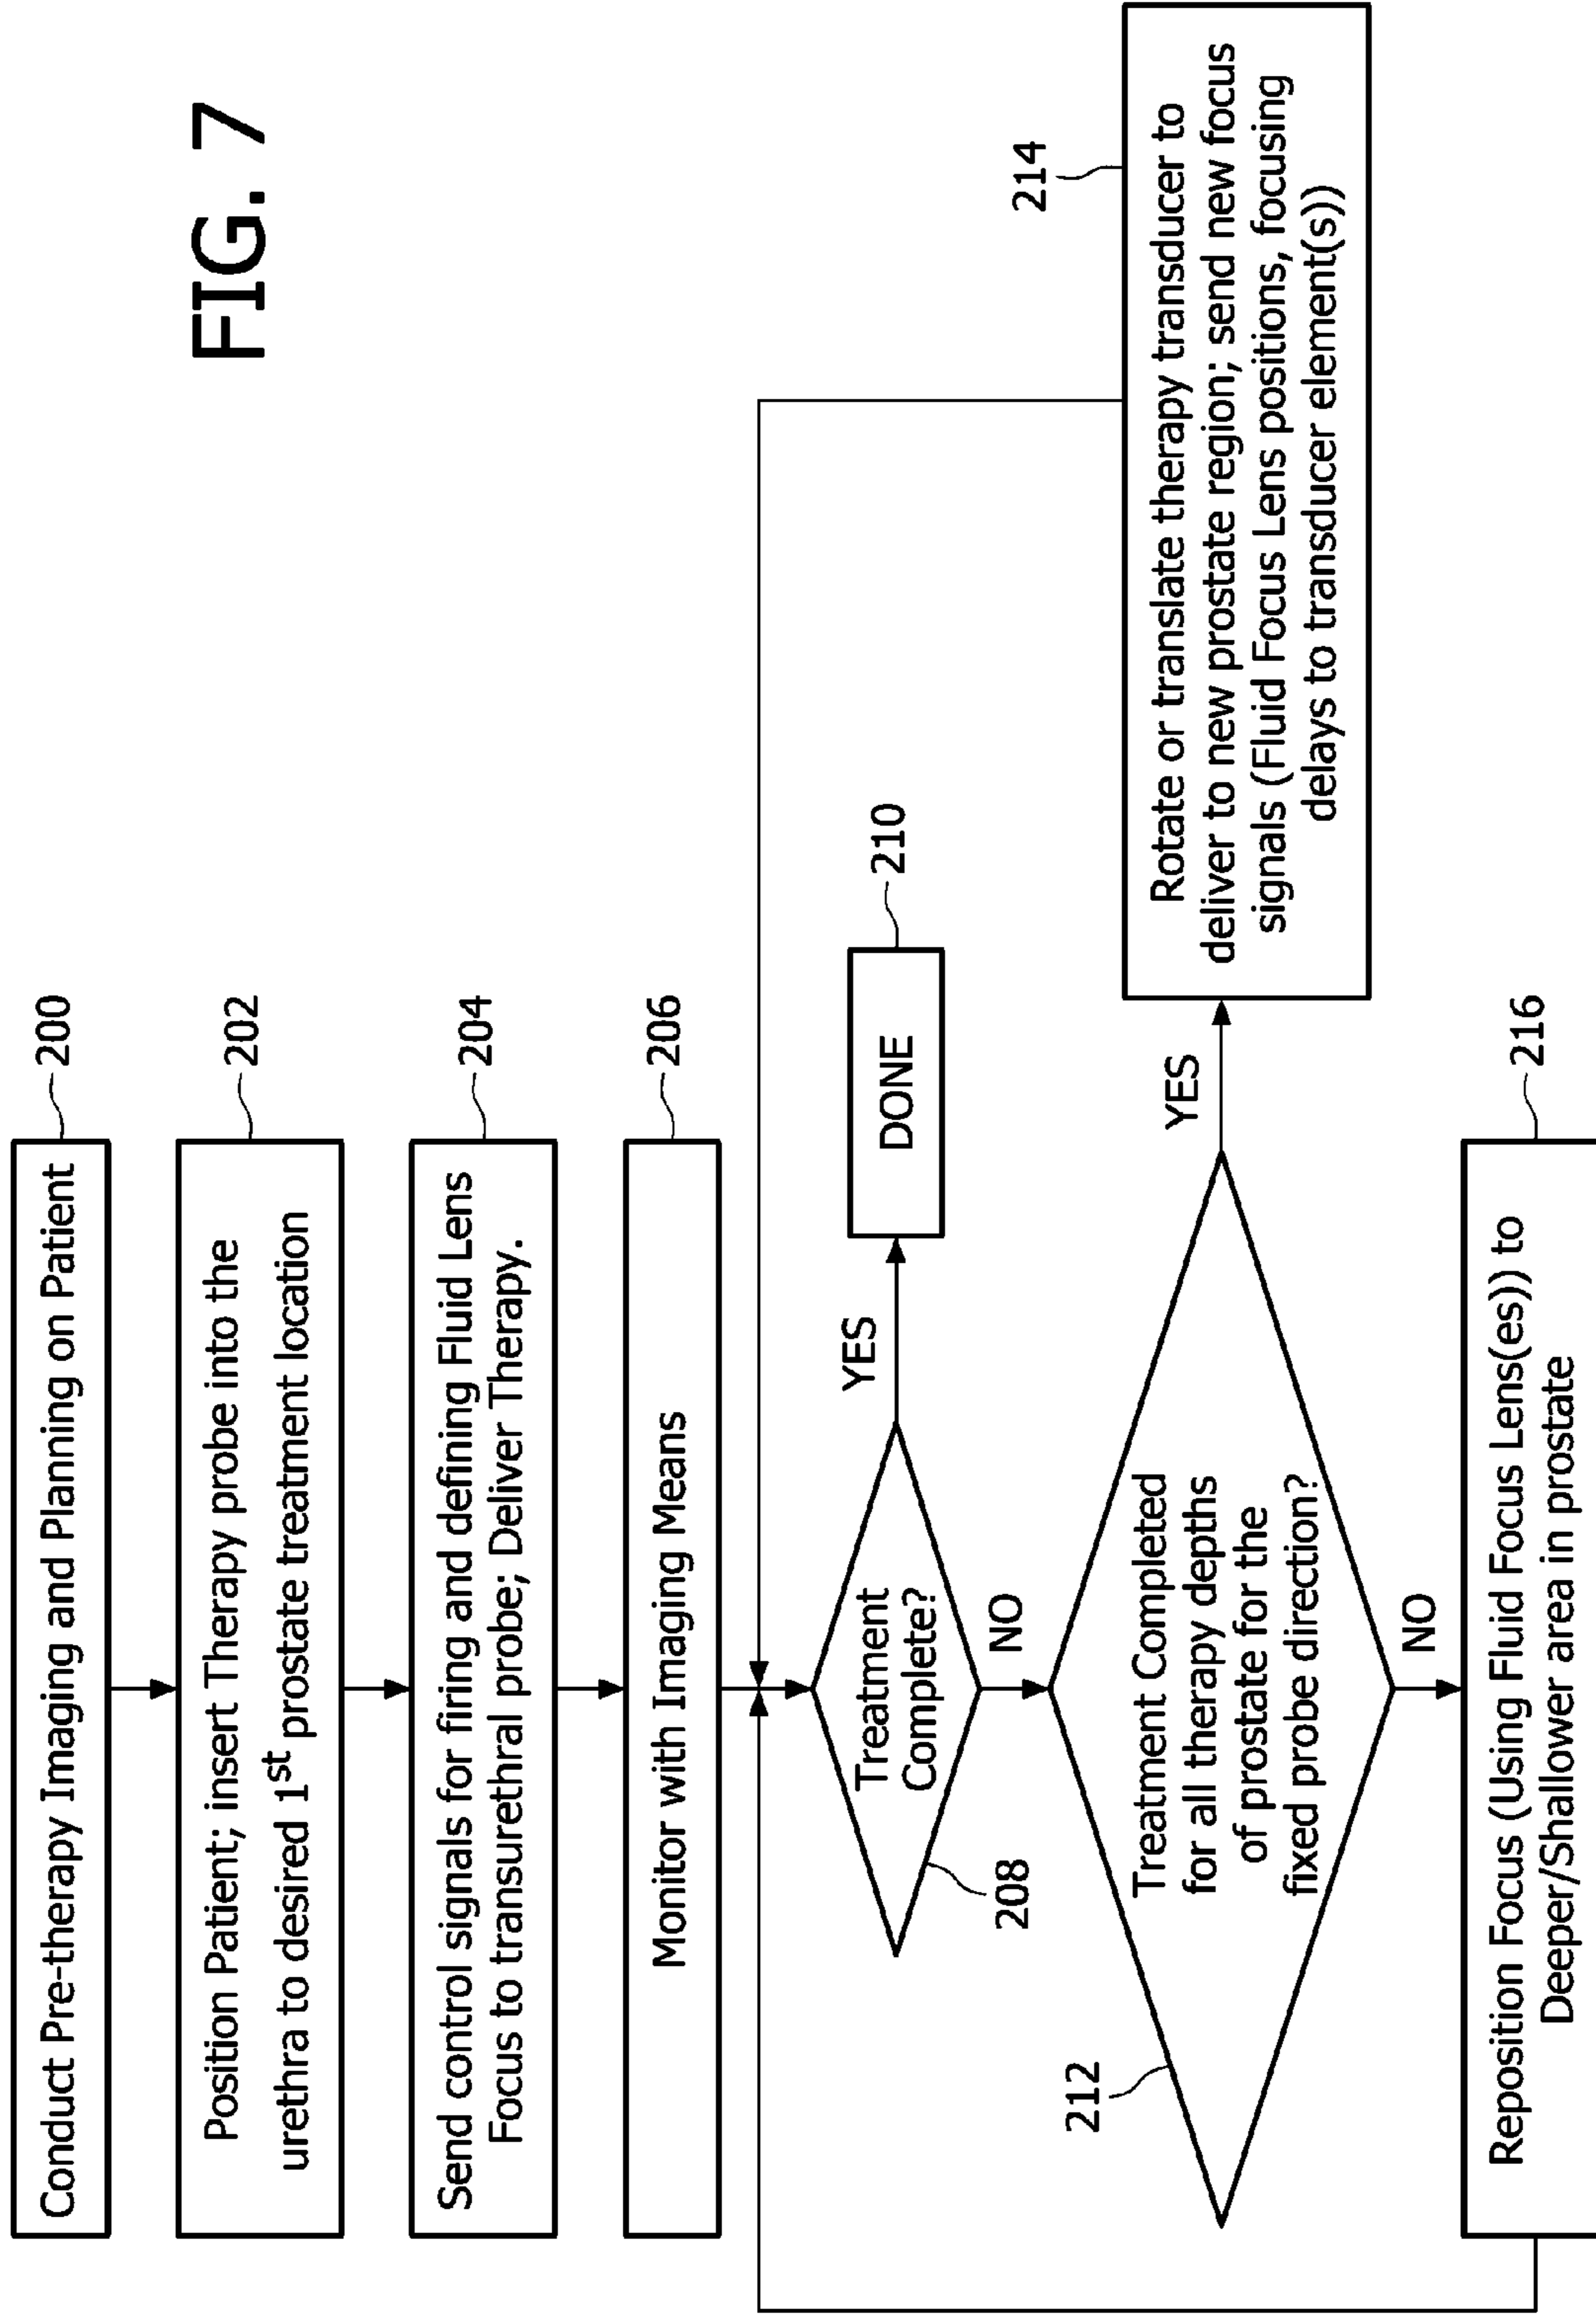 FIG. 7
Conduct Pre-therapy Imaging and Planning on Patient
200
Position Patient; insert Therapy probe into the
urethra to desired 1st prostate treatment location
202
Send control signals for firing and defining Fluid Lens
Focus to transurethral probe; Deliver Therapy.
204
Monitor with Imaging Means
206
Treatment
Complete?
208
YES
DONE
210
NO
Treatment Completed
for all therapy depths
of prostate for the
fixed probe direction?
212
YES
214
Rotate or translate therapy transducer to
deliver to new prostate region; send new focus
signals (Fluid Focus Lens positions, focusing
delays to transducer element(s))
NO
Reposition Focus (Using Fluid Focus Lens(es)) to
Deeper/Shallower area in prostate
216